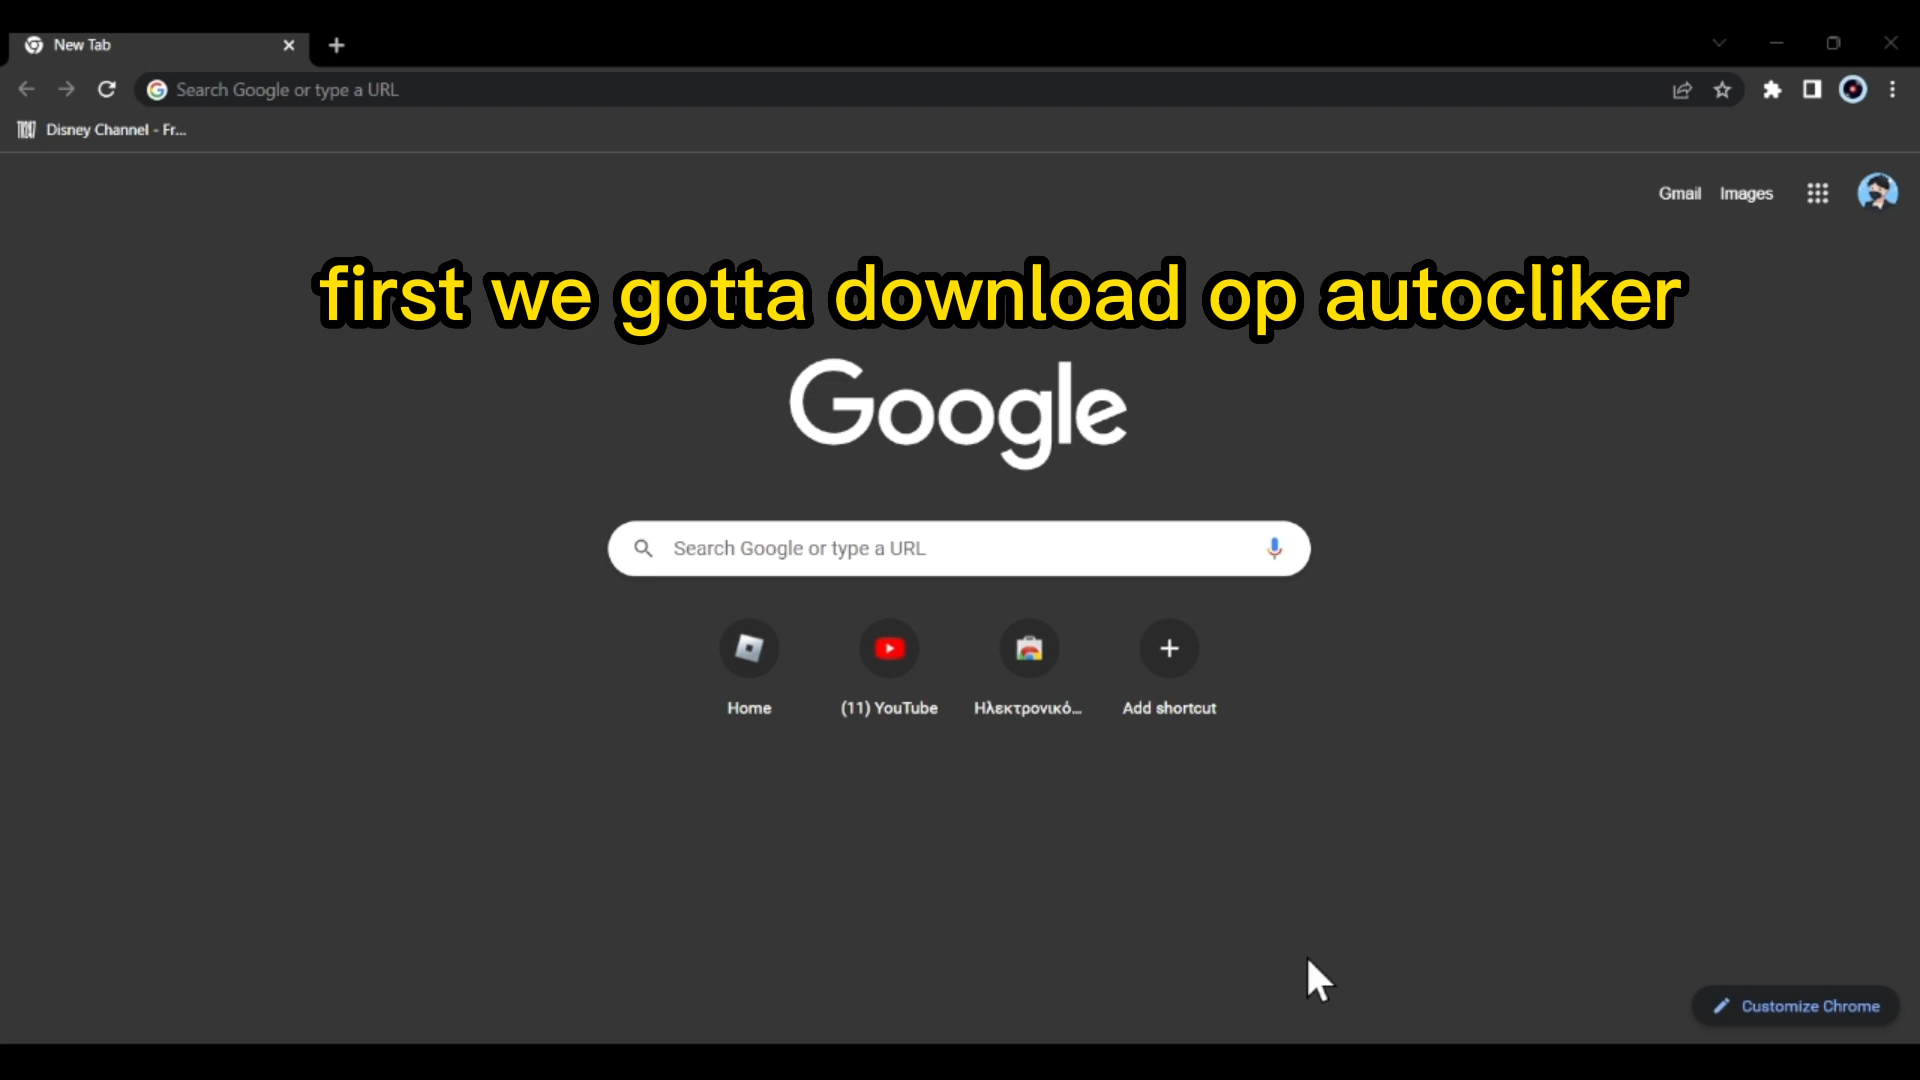 New Tab
Search Google or type a URL
Disney Channel - Fr...
Gmail Images
first we gotta download op autocliker
Google
Search Google or type a URL
Home (11) YouTube Ηλεκτρονικό... Add shortcut
Customize Chrome